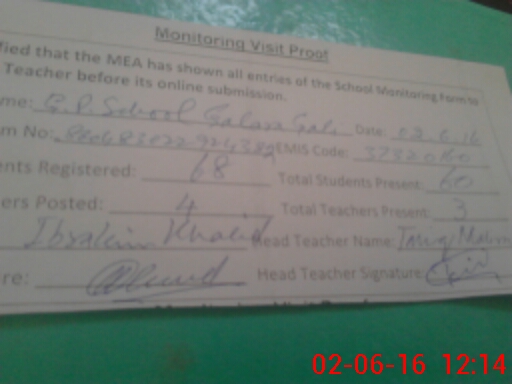 Monitoring Visit Proof
fied that the MEA has shown all entries of the School Monitoring Form to
Teacher before its online submission.
me: G.P.School Date: 02.6.16
m No: EMIS Code:
ents Registered: 68 Total Students Present: 60
ers Posted: 4 Total Teachers Present: 3
Ibrahim Khalid Head Teacher Name:
re: Head Teacher Signature:
02-06-16 12:14